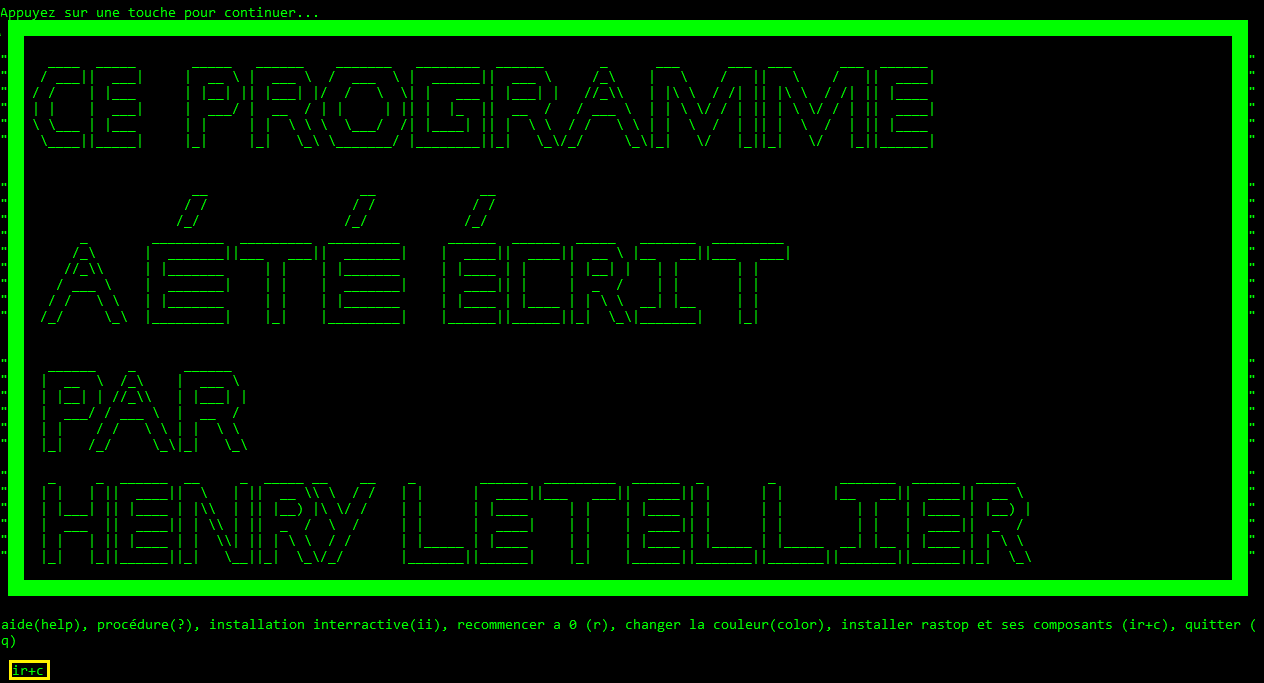 Appuyez sur une touche pour continuer...
CE PROGRAMME
A ÉTÉ ÉCRIT
PAR
HENRY LETELLIER
aide(help), procédure(?), installation interractive(ii), recommencer a 0 (r), changer la couleur(color), installer rastop et ses composants (ir+c), quitter (
q)
ir+c